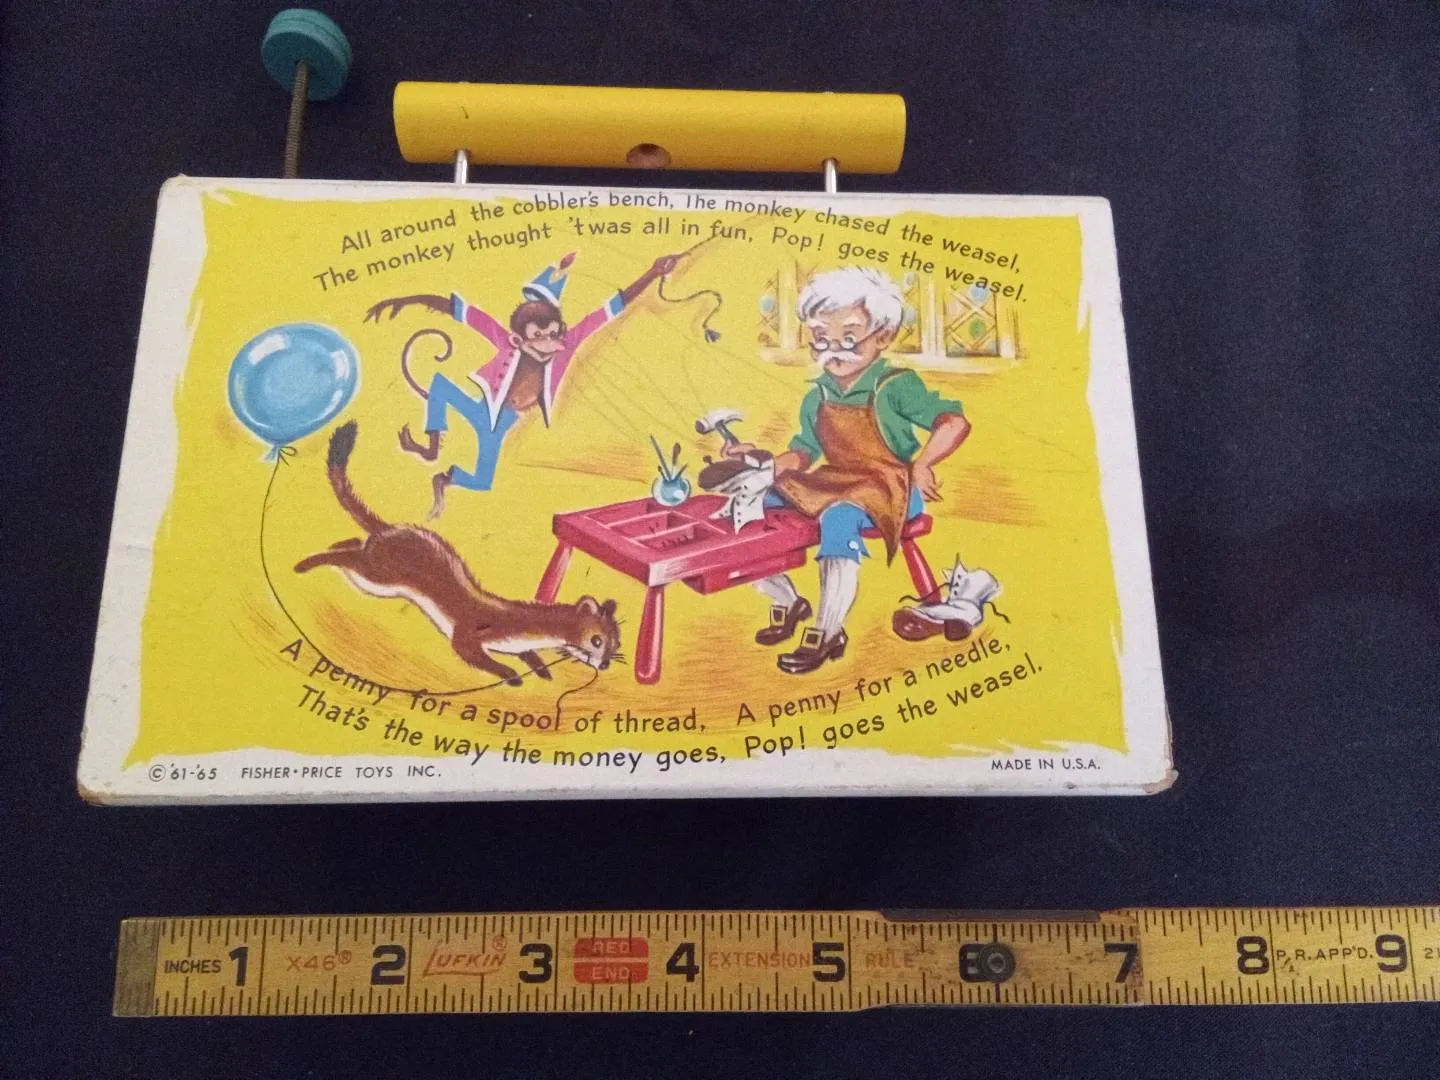 All around the cobbler's bench, The monkey chased the weasel,
The monkey thought 'twas all in fun, Pop! goes the weasel.
A penny for a spool of thread, A penny for a needle,
That's the way the money goes, Pop! goes the weasel.
© '61-'65 FISHER·PRICE TOYS INC. MADE IN U.S.A.
INCHES 1 X46® 2 LUFKIN® 3 RED END 4 EXTENSION 5 RULE 6 7 8 P.R. APP'D. 9